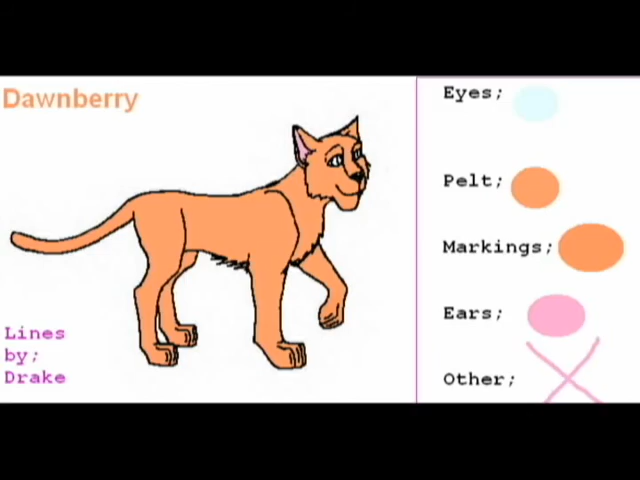 Dawnberry
Lines
by;
Drake
Eyes;
Pelt;
Markings;
Ears;
Other;